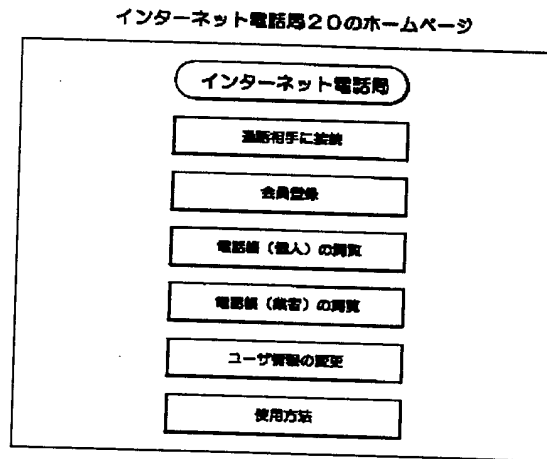 インターネット電話局20のホームページ
インターネット電話局
通話相手に接続
会員登録
電話帳（個人）の閲覧
電話帳（業者）の閲覧
ユーザ情報の変更
使用方法